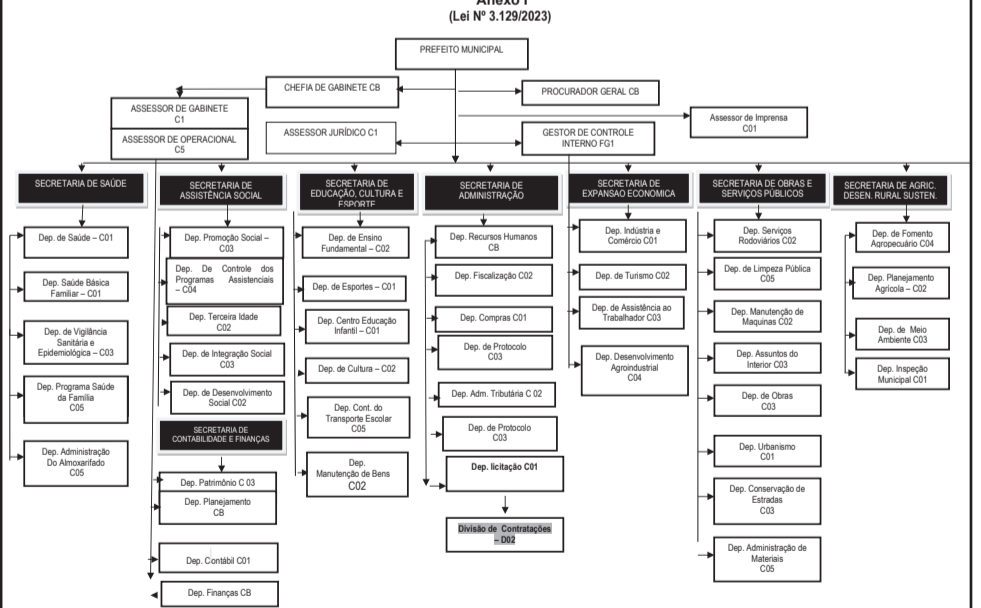 Anexo I
(Lei Nº 3.129/2023)
PREFEITO MUNICIPAL
CHEFIA DE GABINETE CB
PROCURADOR GERAL CB
ASSESSOR DE GABINETE
C1
ASSESSOR DE OPERACIONAL
C5
ASSESSOR JURÍDICO C1
GESTOR DE CONTROLE
INTERNO FG1
Assessor de Imprensa
C01
SECRETARIA DE SAÚDE
Dep. de Saúde – C01
Dep. Saúde Básica
Familiar – C01
Dep. de Vigilância
Sanitária e
Epidemiológica – C03
Dep. Programa Saúde
da Família
C05
Dep. Administração
Do Almoxarifado
C05
SECRETARIA DE
ASSISTÊNCIA SOCIAL
Dep. Promoção Social –
C03
Dep. De Controle dos
Programas Assistenciais
– C04
Dep. Terceira Idade
C02
Dep. de Integração Social
C03
Dep. de Desenvolvimento
Social C02
SECRETARIA DE
CONTABILIDADE E FINANÇAS
Dep. Patrimônio C 03
Dep. Planejamento
CB
Dep. Contábil C01
Dep. Finanças CB
SECRETARIA DE
EDUCAÇÃO, CULTURA E
ESPORTE
Dep. de Ensino
Fundamental – C02
Dep. de Esportes – C01
Dep. Centro Educação
Infantil – C01
Dep. de Cultura – C02
Dep. Cont. do
Transporte Escolar
C05
Dep.
Manutenção de Bens
C02
SECRETARIA DE
ADMINISTRAÇÃO
Dep. Recursos Humanos
CB
Dep. Fiscalização C02
Dep. Compras C01
Dep. de Protocolo
C03
Dep. Adm. Tributária C 02
Dep. de Protocolo
C03
Dep. licitação C01
Divisão de Contratações
– D02
SECRETARIA DE
EXPANSAO ECONOMICA
Dep. Indústria e
Comércio C01
Dep. de Turismo C02
Dep. de Assistência ao
Trabalhador C03
Dep. Desenvolvimento
Agroindustrial
C04
SECRETARIA DE OBRAS E
SERVIÇOS PÚBLICOS
Dep. Serviços
Rodoviários C02
Dep. de Limpeza Pública
C05
Dep. Manutenção de
Maquinas C02
Dep. Assuntos do
Interior C03
Dep. de Obras
C03
Dep. Urbanismo
C01
Dep. Conservação de
Estradas
C03
Dep. Administração de
Materiais
C05
SECRETARIA DE AGRIC.
DESEN. RURAL SUSTEN.
Dep. de Fomento
Agropecuário C04
Dep. Planejamento
Agrícola – C02
Dep. de Meio
Ambiente C03
Dep. Inspeção
Municipal C01